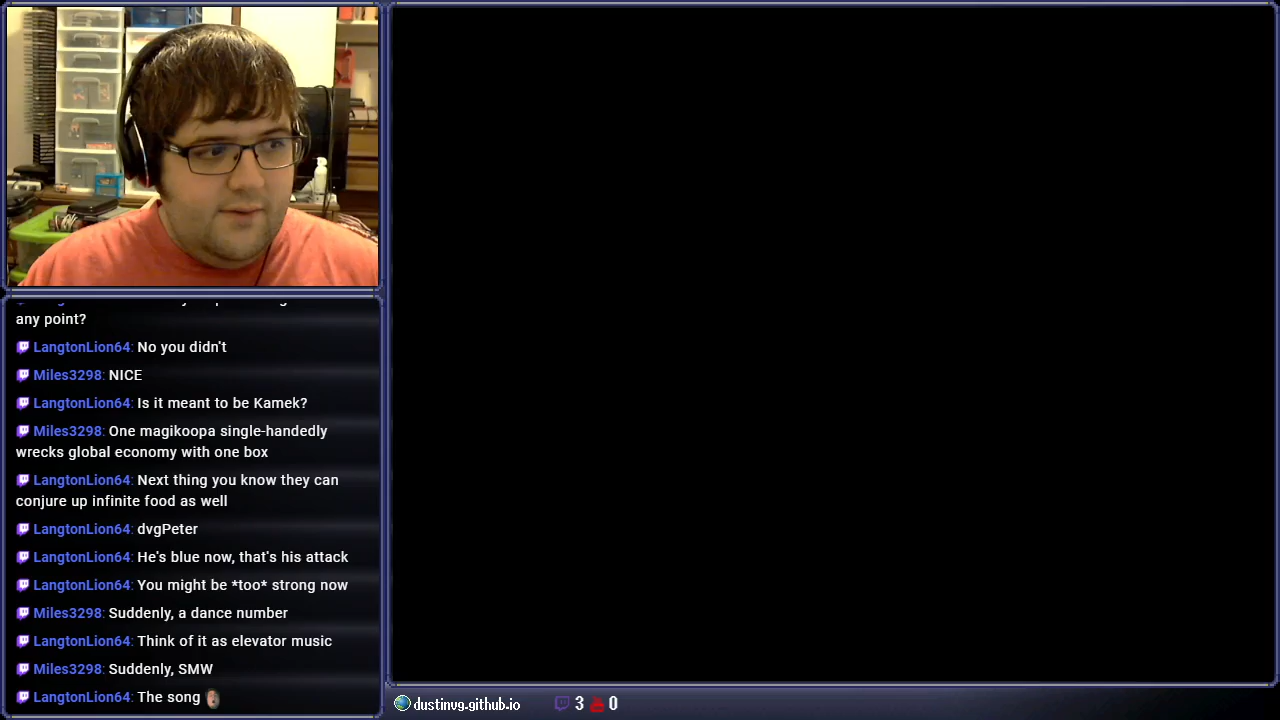 any point?
LangtonLion64: No you didn't
Miles3298: NICE
LangtonLion64: Is it meant to be Kamek?
Miles3298: One magikoopa single-handedly
wrecks global economy with one box
LangtonLion64: Next thing you know they can
conjure up infinite food as well
LangtonLion64: dvgPeter
LangtonLion64: He's blue now, that's his attack
LangtonLion64: You might be *too* strong now
Miles3298: Suddenly, a dance number
LangtonLion64: Think of it as elevator music
Miles3298: Suddenly, SMW
LangtonLion64: The song
dustinvg.github.io 3 0